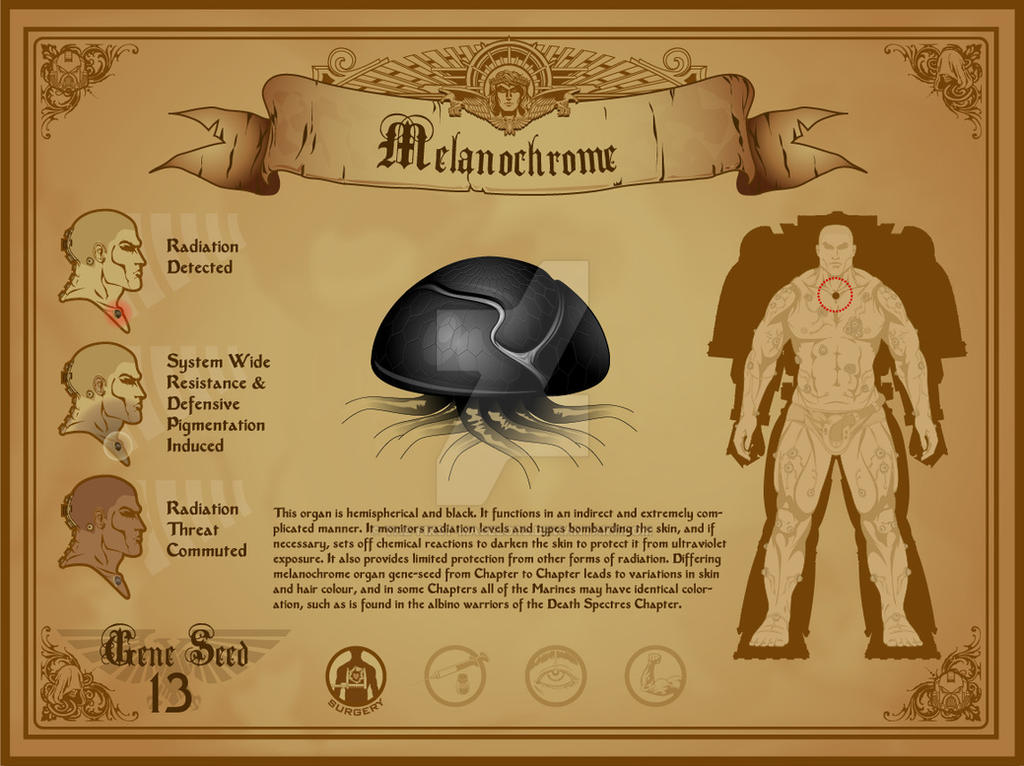 Melanochrome
Radiation
Detected
System Wide
Resistance &
Defensive
Pigmentation
Induced
Radiation
Threat
Commuted
This organ is hemispherical and black. It functions in an indirect and extremely com-
plicated manner. It monitors radiation levels and types bombarding the skin, and if
necessary, sets off chemical reactions to darken the skin to protect it from ultraviolet
exposure. It also provides limited protection from other forms of radiation. Differing
melanochrome organ gene-seed from Chapter to Chapter leads to variations in skin
and hair colour, and in some Chapters all of the Marines may have identical color-
ation, such as is found in the albino warriors of the Death Spectres Chapter.
Gene Seed
13
SURGERY